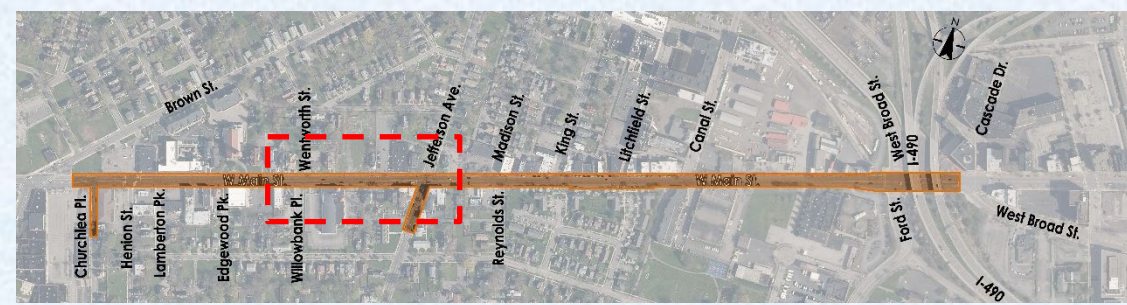 N
Brown St.
Wentworth St.
Jefferson Ave.
Madison St.
King St.
Litchfield St.
Canal St.
West Broad St.
I-490
Cascade Dr.
W Main St.
W Main St.
Churchlea Pl.
Henion St.
Lamberton Pk.
Edgewood Pk.
Willowbank Pl.
Reynolds St.
Ford St.
West Broad St.
I-490